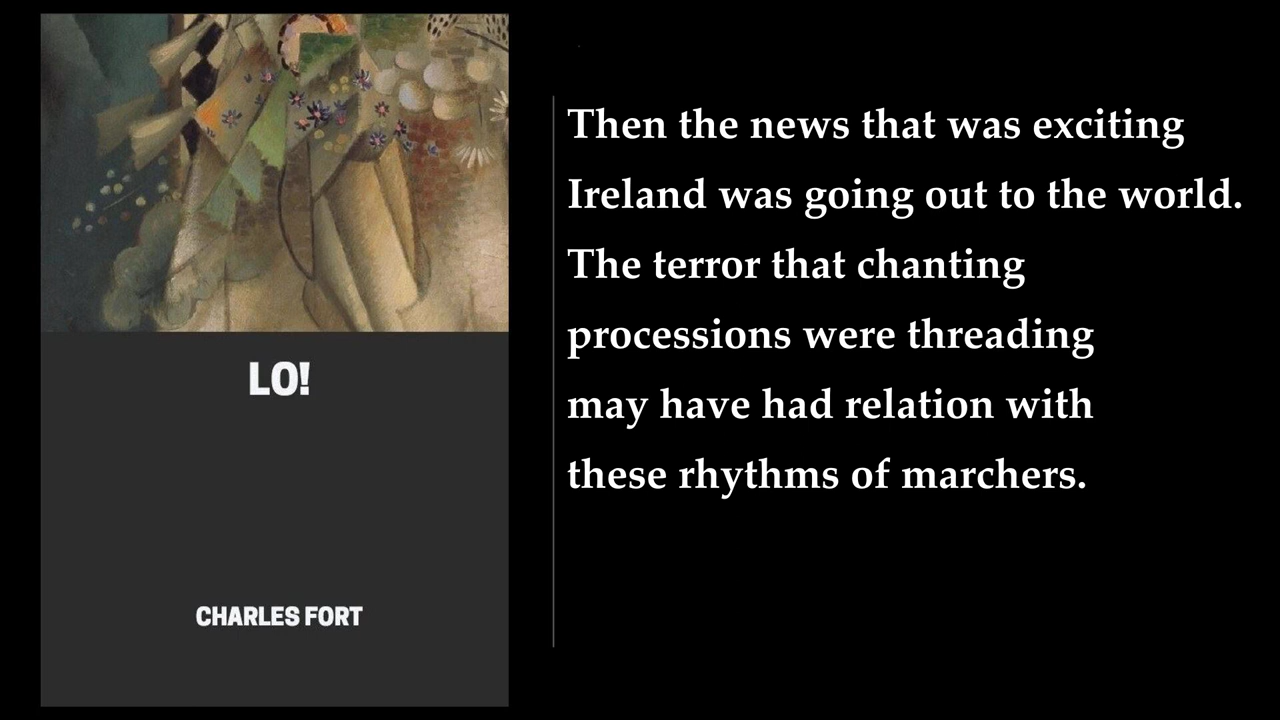 LO!
CHARLES FORT
Then the news that was exciting
Ireland was going out to the world.
The terror that chanting
processions were threading
may have had relation with
these rhythms of marchers.